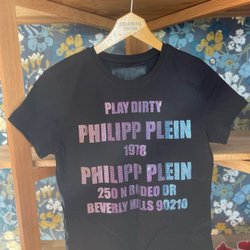 PLAY DIRTY
PHILIPP PLEIN
1978
PHILIPP PLEIN
250 N RODEO DR
BEVERLY HILLS 90210